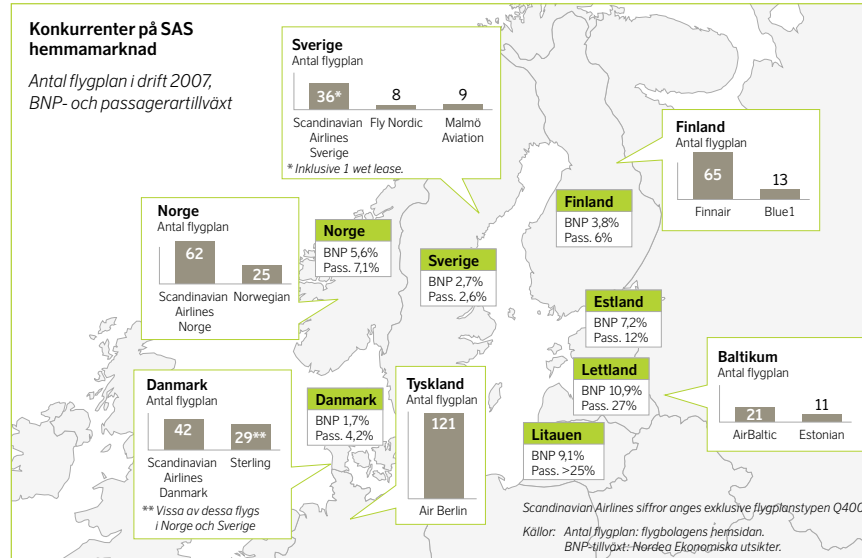 Konkurrenter på SAS
hemmamarknad
Antal flygplan i drift 2007,
BNP- och passagerartillväxt
Sverige
Antal flygplan
36*
8
9
Scandinavian
Airlines
Sverige
Fly Nordic
Malmö
Aviation
* Inklusive 1 wet lease.
Finland
Antal flygplan
65
13
Finnair
Blue1
Norge
Antal flygplan
62
25
Scandinavian
Airlines
Norge
Norwegian
Norge
BNP 5,6%
Pass. 7,1%
Sverige
BNP 2,7%
Pass. 2,6%
Finland
BNP 3,8%
Pass. 6%
Estland
BNP 7,2%
Pass. 12%
Lettland
BNP 10,9%
Pass. 27%
Litauen
BNP 9,1%
Pass. >25%
Baltikum
Antal flygplan
21
11
AirBaltic
Estonian
Danmark
Antal flygplan
42
29**
Scandinavian
Airlines
Danmark
Sterling
** Vissa av dessa flygs
i Norge och Sverige
Danmark
BNP 1,7%
Pass. 4,2%
Tyskland
Antal flygplan
121
Air Berlin
Scandinavian Airlines siffror anges exklusive flygplanstypen Q400
Källor: Antal flygplan: flygbolagens hemsidan.
BNP-tillväxt: Nordea Ekonomiska utsikter.